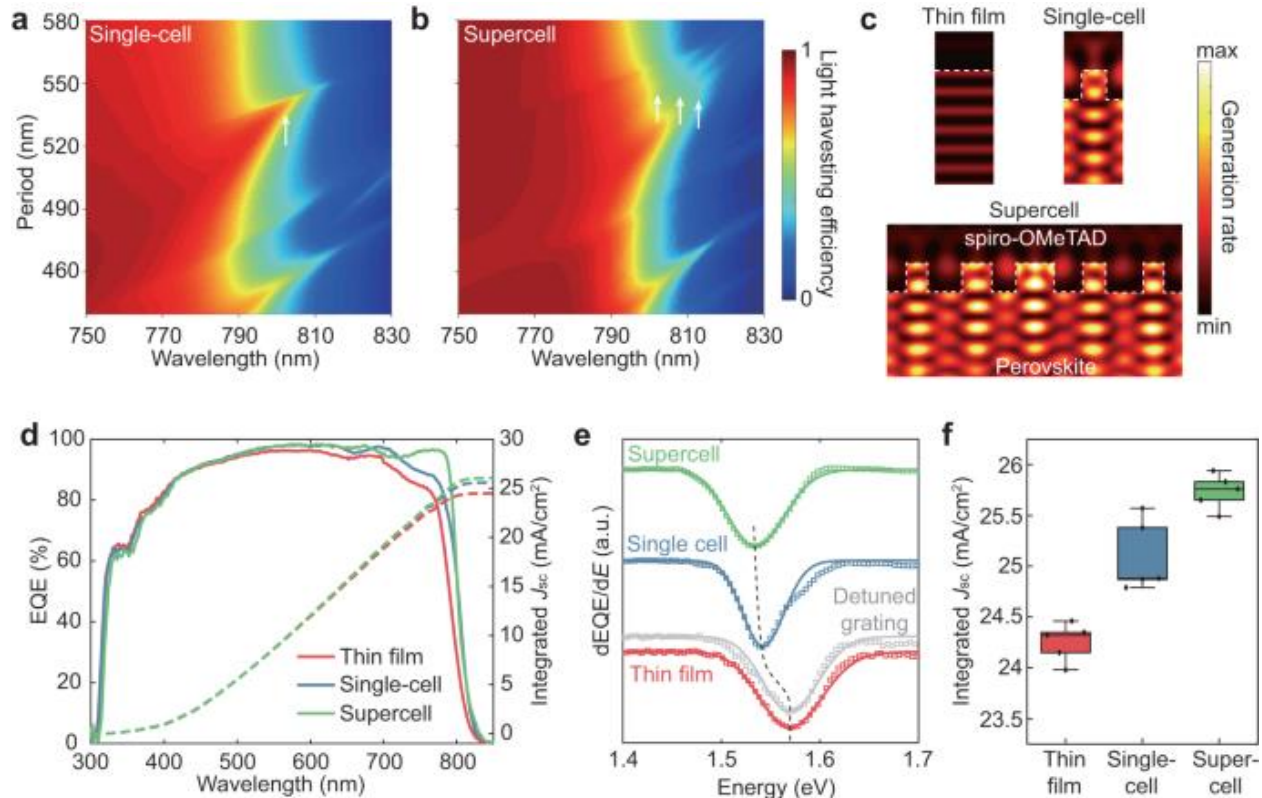 a
Single-cell
580
550
520
490
460
Period (nm)
750
770
790
810
830
Wavelength (nm)
b
Supercell
750
770
790
810
830
Wavelength (nm)
1
0
Light havesting efficiency
c
Thin film
Single-cell
Supercell
spiro-OMeTAD
Perovskite
max
min
Generation rate
d
100
80
60
40
20
0
EQE (%)
30
25
20
15
10
5
0
Integrated Jsc (mA/cm²)
Thin film
Single-cell
Supercell
300
400
500
600
700
800
Wavelength (nm)
e
Supercell
Single cell
Detuned
grating
Thin film
dEQE/dE (a.u.)
1.4
1.5
1.6
1.7
Energy (eV)
f
26
25.5
25
24.5
24
23.5
Integrated Jsc (mA/cm²)
Thin
film
Single-
cell
Super-
cell